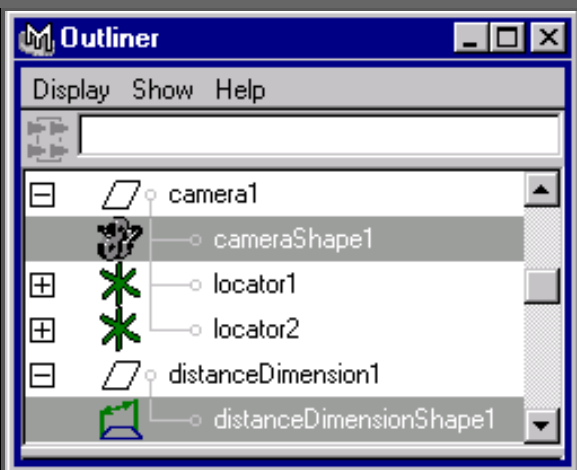 Outliner
Display Show Help
camera1
cameraShape1
locator1
locator2
distanceDimension1
distanceDimensionShape1